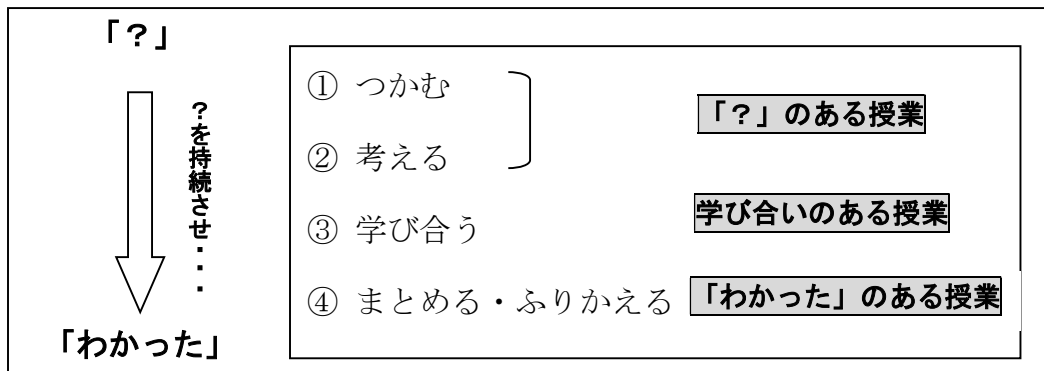 「？」
？を持続させ・・・
「わかった」
① つかむ
② 考える
「？」のある授業
③ 学び合う
学び合いのある授業
④ まとめる・ふりかえる
「わかった」のある授業